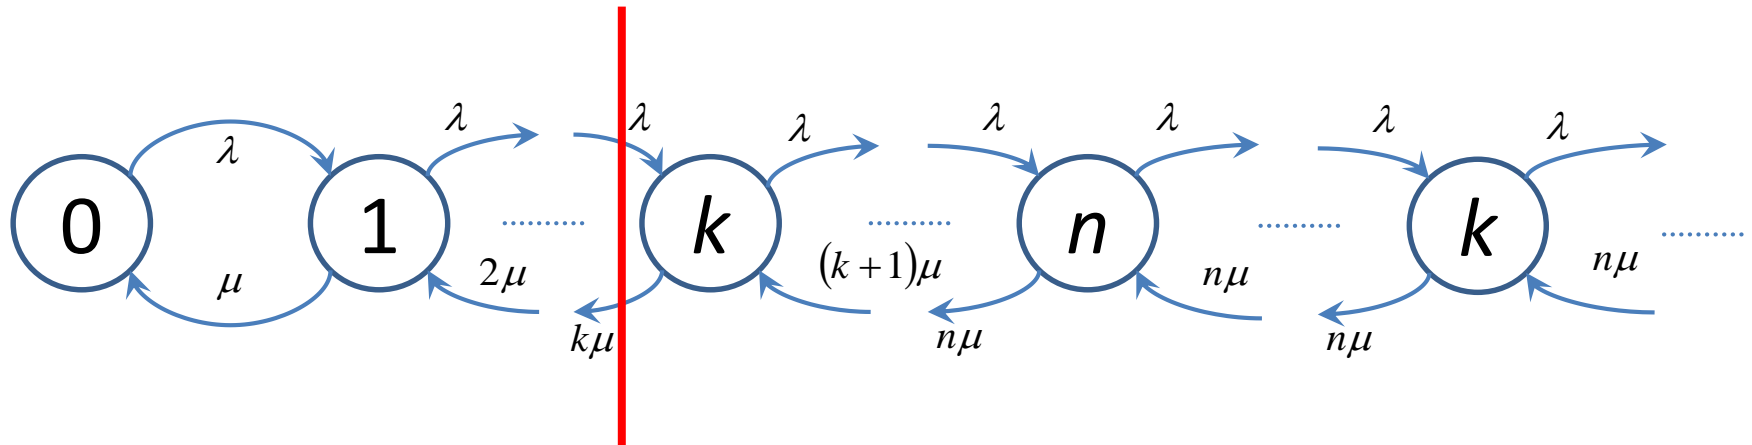 λ λ λ λ λ λ λ
λ
0 1 k n k
μ 2μ (k+1)μ nμ nμ
kμ nμ nμ